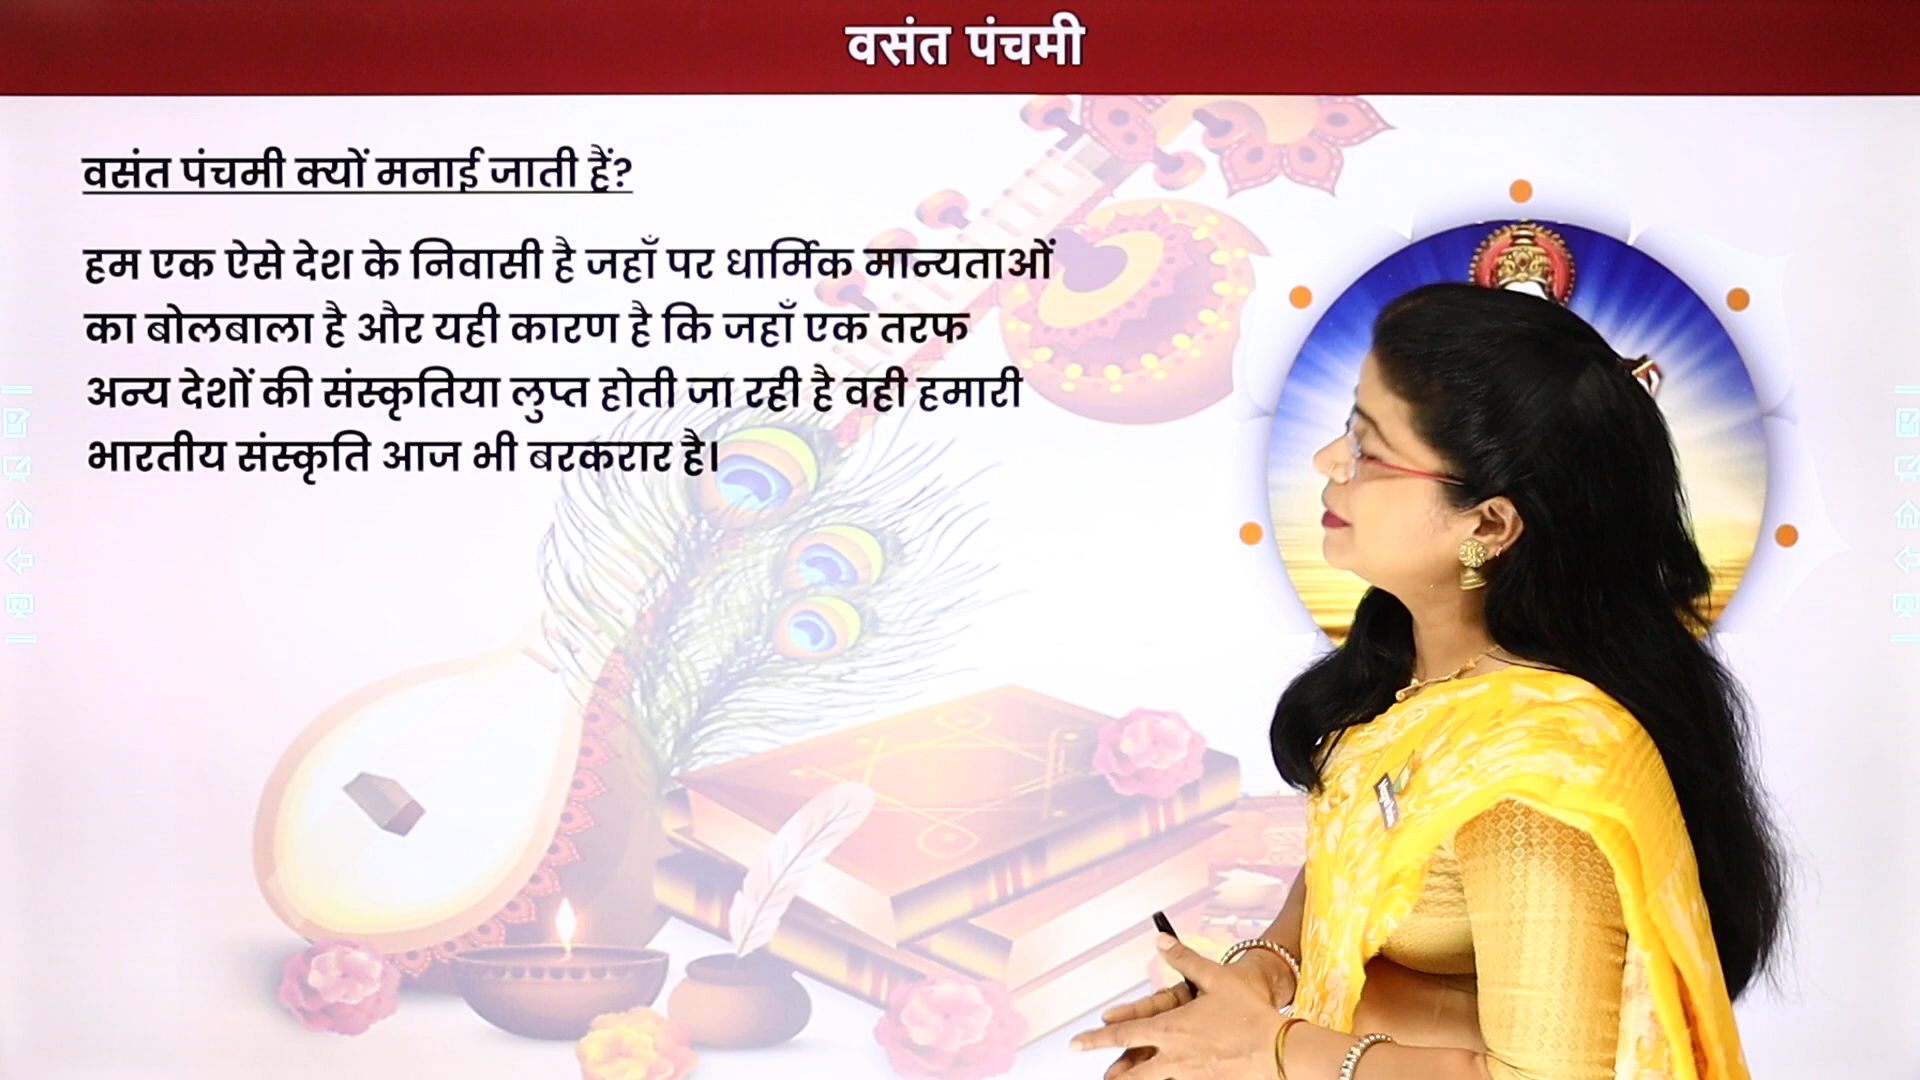 वसंत पंचमी
वसंत पंचमी क्यों मनाई जाती हैं?
हम एक ऐसे देश के निवासी है जहाँ पर धार्मिक मान्यताओं
का बोलबाला है और यही कारण है कि जहाँ एक तरफ
अन्य देशों की संस्कृतिया लुप्त होती जा रही है वही हमारी
भारतीय संस्कृति आज भी बरकरार है।